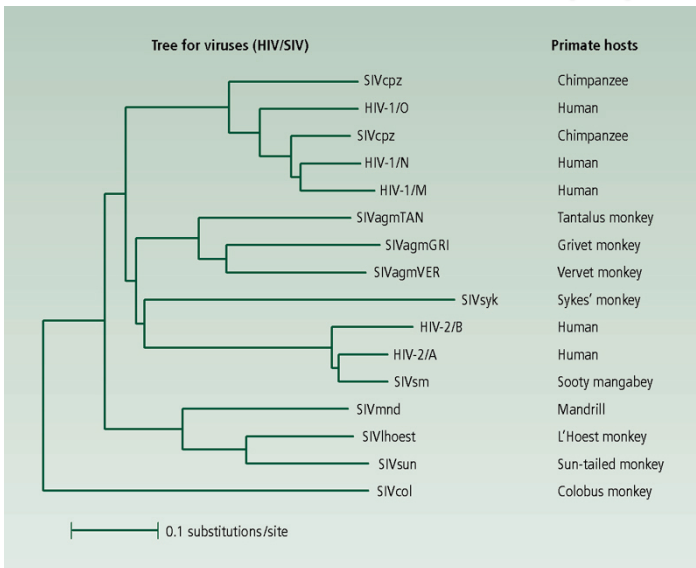 Tree for viruses (HIV/SIV) Primate hosts
SIVcpz Chimpanzee
HIV-1/O Human
SIVcpz Chimpanzee
HIV-1/N Human
HIV-1/M Human
SIVagmTAN Tantalus monkey
SIVagmGRI Grivet monkey
SIVagmVER Vervet monkey
SIVsyk Sykes’ monkey
HIV-2/B Human
HIV-2/A Human
SIVsm Sooty mangabey
SIVmnd Mandrill
SIVlhoest L’Hoest monkey
SIVsun Sun-tailed monkey
SIVcol Colobus monkey
0.1 substitutions/site